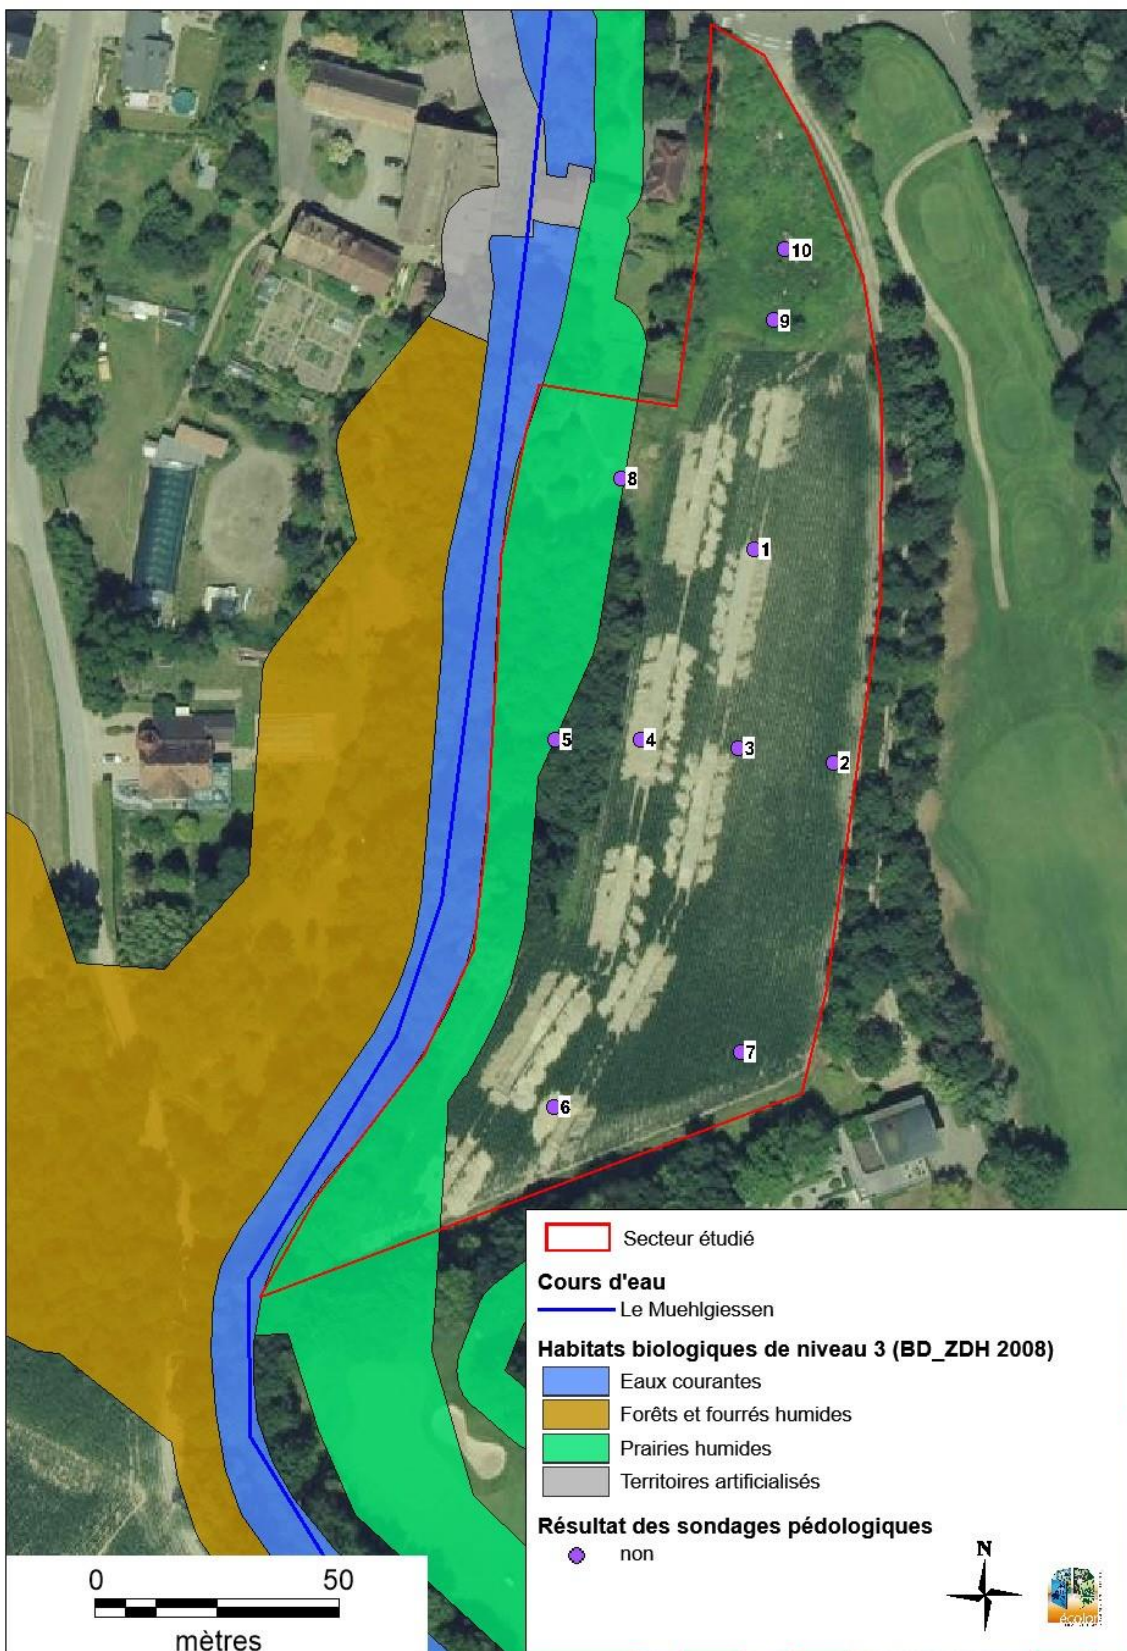 10
9
8
1
5
4
3
2
7
6
Secteur étudié
Cours d'eau
Le Muehlgiessen
Habitats biologiques de niveau 3 (BD_ZDH 2008)
Eaux courantes
Forêts et fourrés humides
Prairies humides
Territoires artificialisés
Résultat des sondages pédologiques
non
N
0 50
mètres